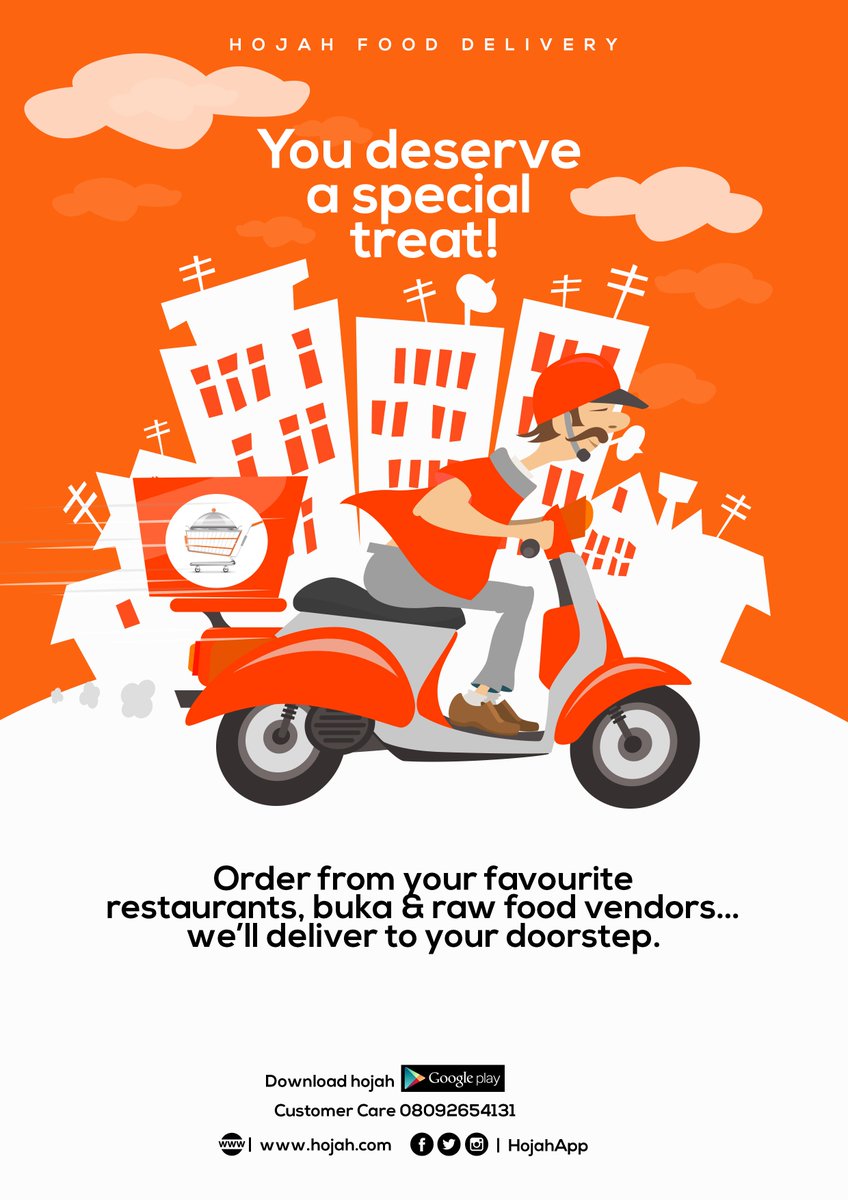 HOJAH FOOD DELIVERY
You deserve
a special
treat!
Order from your favourite
restaurants, buka & raw food vendors...
we'll deliver to your doorstep.
Download hojah Google play
Customer Care 08092654131
www | www.hojah.com | HojahApp